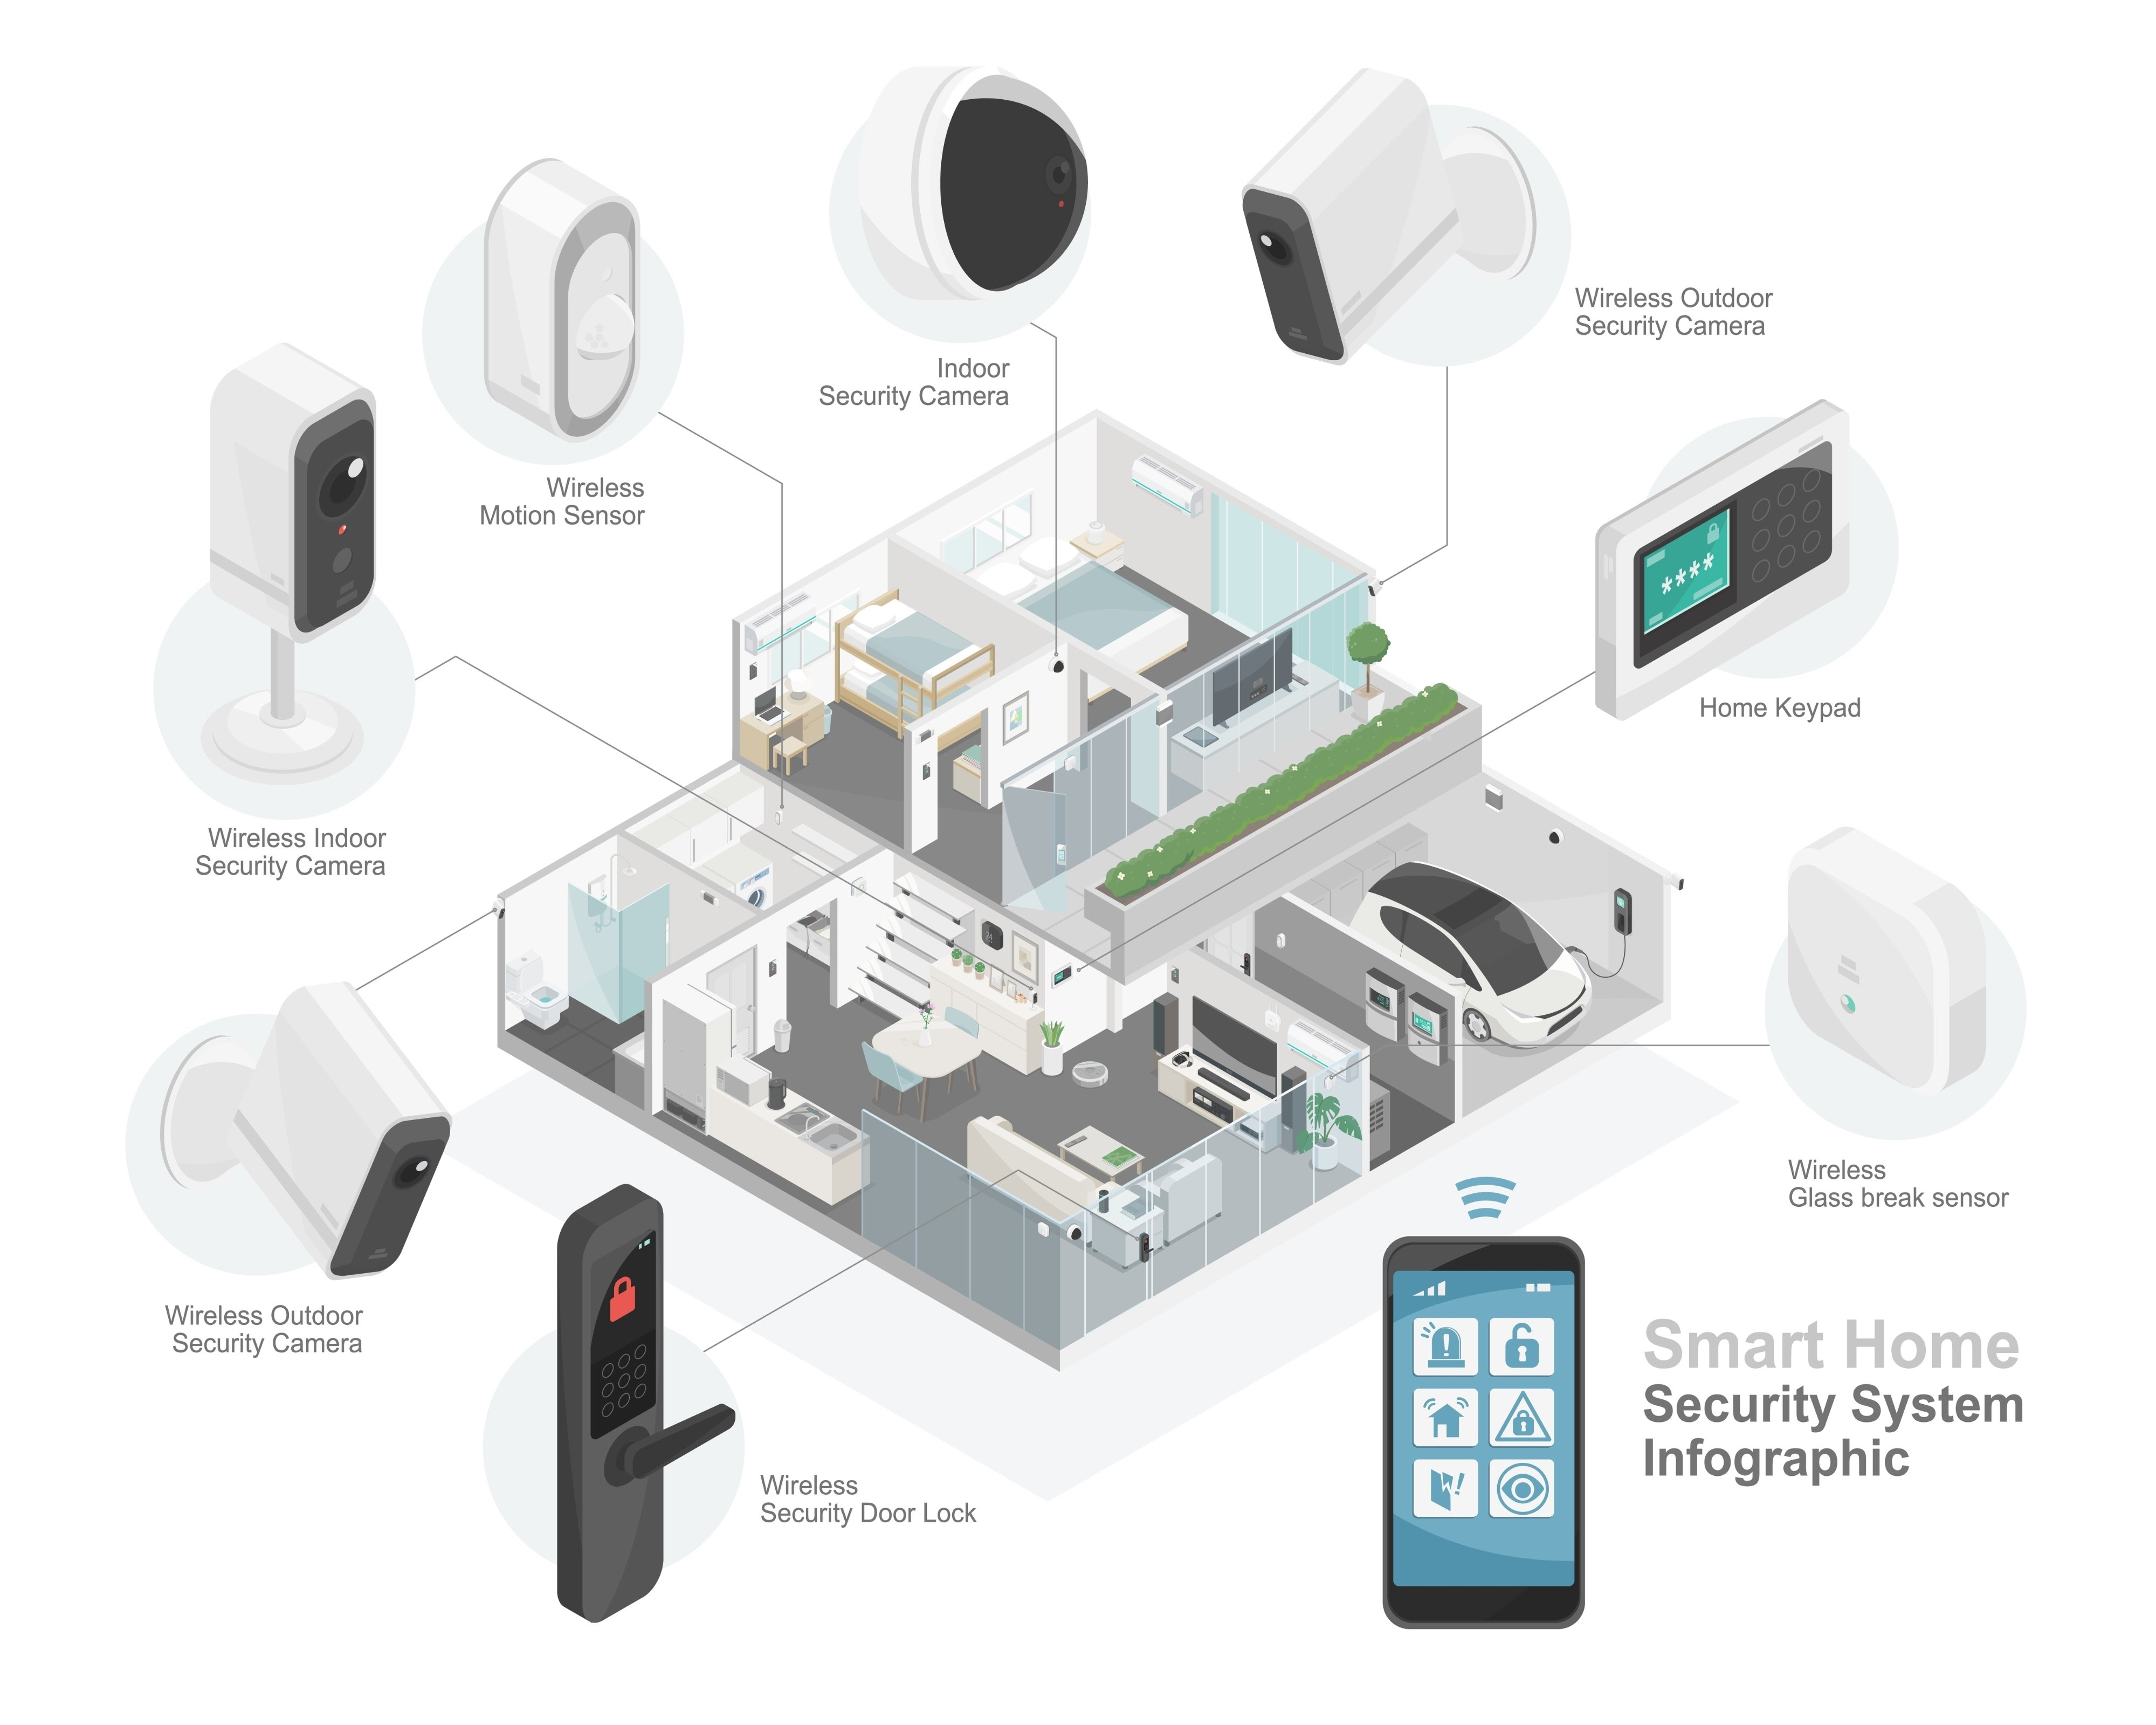 Indoor
Security Camera
Wireless Outdoor
Security Camera
Wireless
Motion Sensor
****
Home Keypad
Wireless Indoor
Security Camera
Wireless
Glass break sensor
Wireless Outdoor
Security Camera
Wireless
Security Door Lock
Smart Home
Security System
Infographic